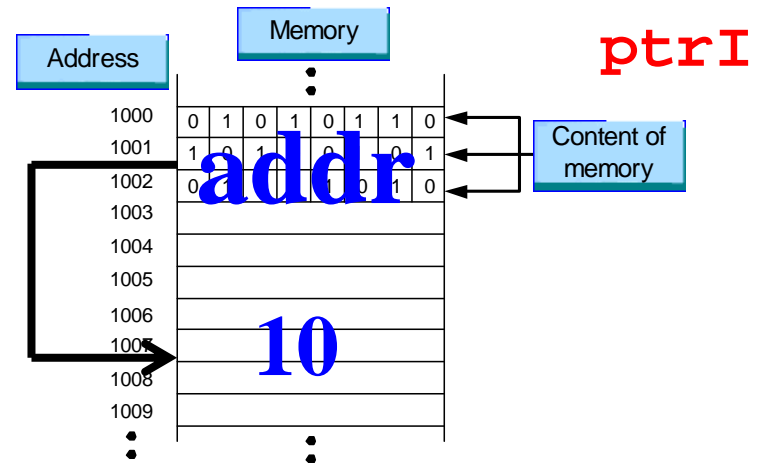 Memory
ptrI
Address
1000 0 1 0 1 0 1 1 0
1001 1 0 1 0 1
addr
Content of
memory
1002 0 1 1 0 1 0
1003
1004
1005
1006
10
1007
1008
1009